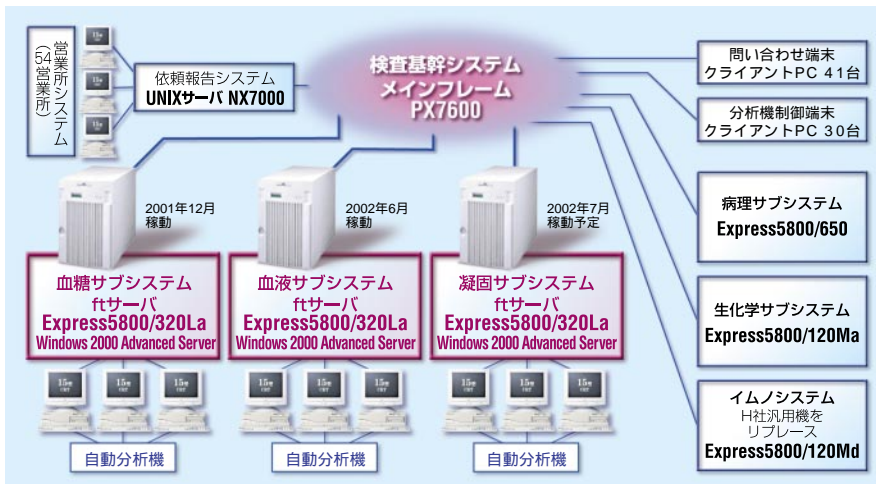 営業所システム
(54営業所)
依頼報告システム
UNIXサーバ NX7000
検査基幹システム
メインフレーム
PX7600
問い合わせ端末
クライアントPC 41台
分析機制御端末
クライアントPC 30台
2001年12月
稼動
2002年6月
稼動
2002年7月
稼動予定
血糖サブシステム
ftサーバ
Express5800/320La
Windows 2000 Advanced Server
血液サブシステム
ftサーバ
Express5800/320La
Windows 2000 Advanced Server
凝固サブシステム
ftサーバ
Express5800/320La
Windows 2000 Advanced Server
病理サブシステム
Express5800/650
生化学サブシステム
Express5800/120Ma
イムノシステム
H社汎用機を
リプレース
Express5800/120Md
自動分析機
自動分析機
自動分析機